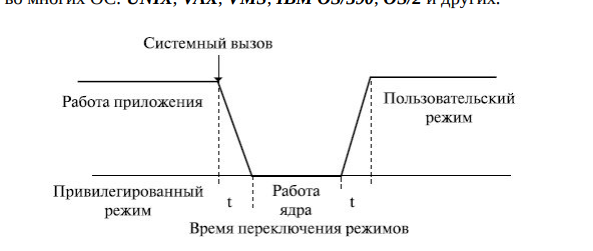 во многих ОС: UNIX, VAX, VMS, IBM OS/390, OS/2 и других.
Системный вызов
Работа приложения
Пользовательский
режим
Привилегированный
режим
t
Работа
ядра
t
Время переключения режимов